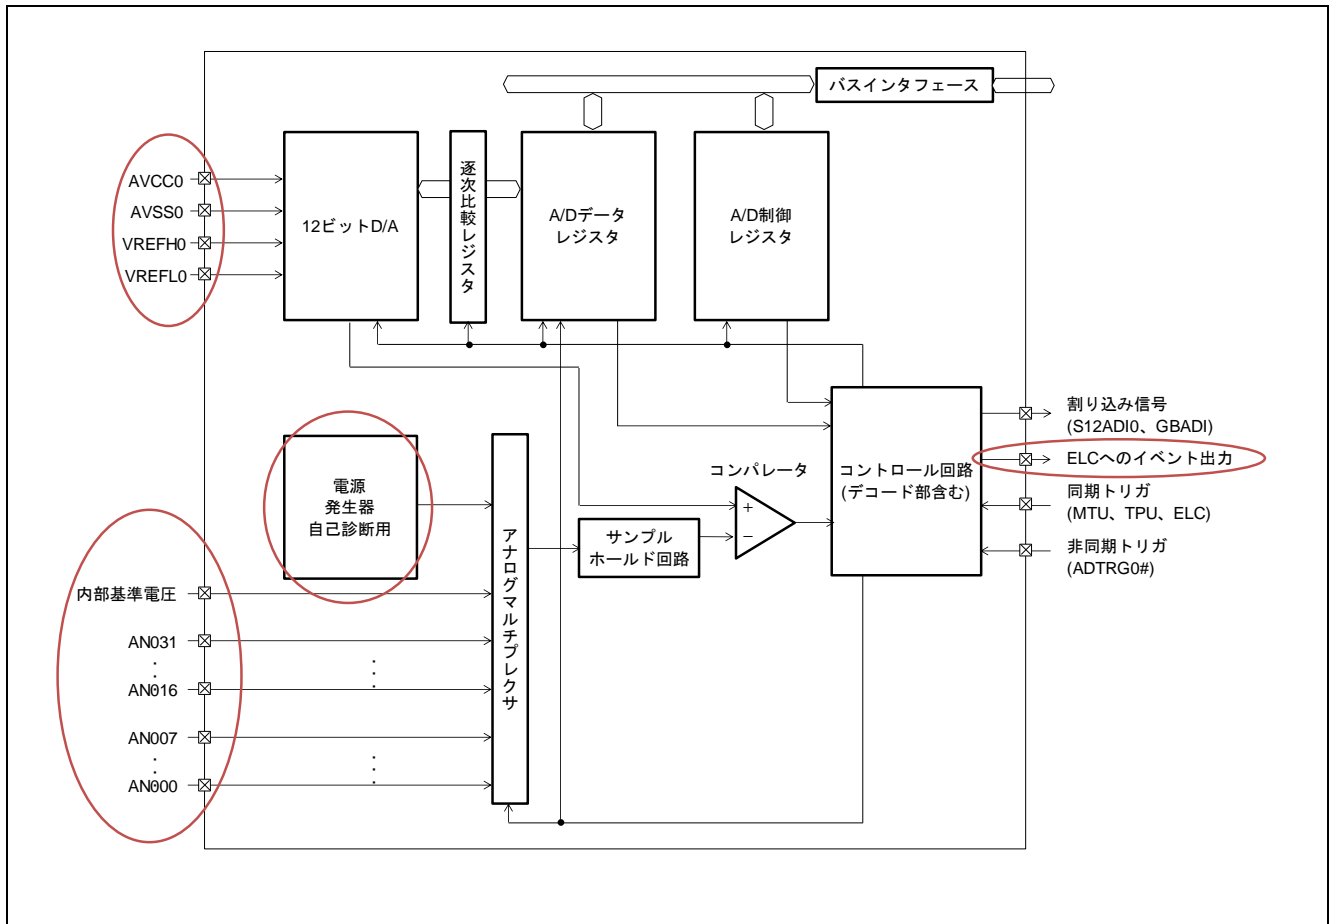 バスインタフェース
AVCC0
AVSS0
VREFH0
VREFL0
12ビットD/A
逐次比較レジスタ
A/Dデータ
レジスタ
A/D制御
レジスタ
電源
発生器
自己診断用
内部基準電圧
AN031
AN016
AN007
AN000
アナログマルチプレクサ
サンプル
ホールド回路
コンパレータ
+
−
コントロール回路
(デコード部含む)
割り込み信号
(S12ADI0、GBADI)
ELCへのイベント出力
同期トリガ
(MTU、TPU、ELC)
非同期トリガ
(ADTRG0#)